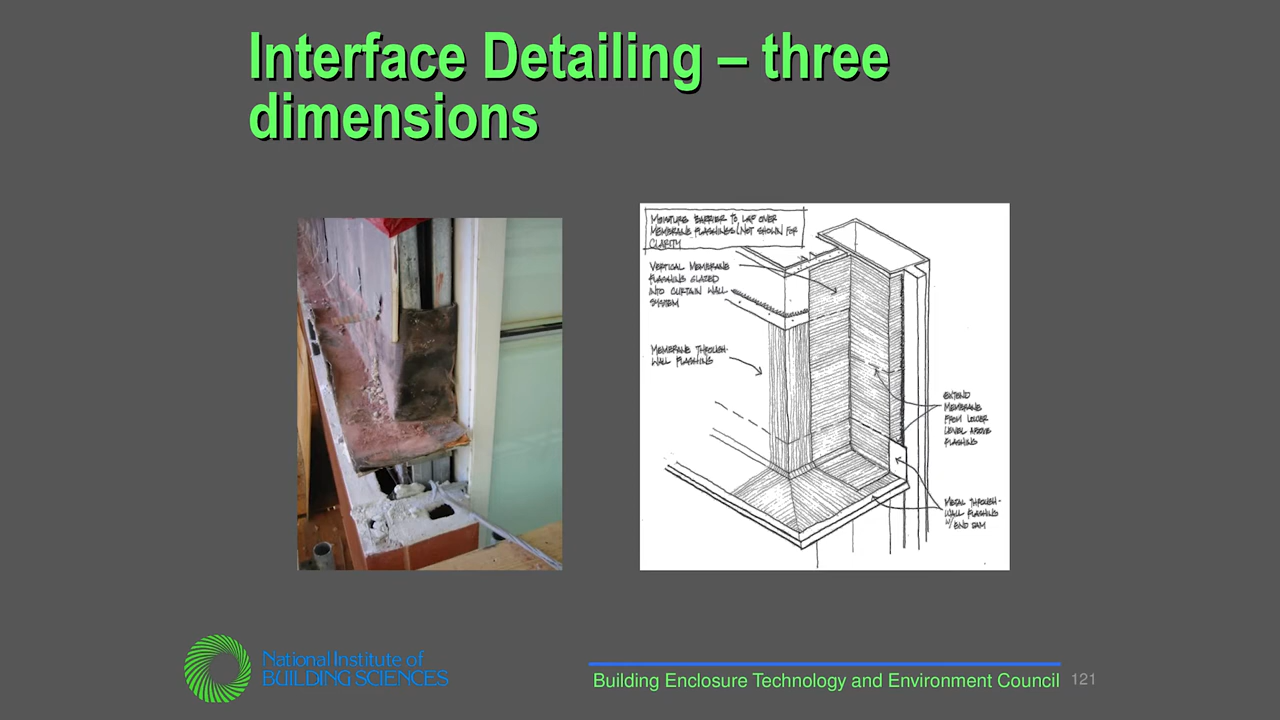 Interface Detailing – three
dimensions
MOISTURE BARRIER TO LAP OVER
MEMBRANE FLASHINGS (NOT SHOWN FOR
CLARITY
VERTICAL MEMBRANE
FLASHING GLAZED
INTO CURTAIN WALL
SYSTEM
MEMBRANE THROUGH-
WALL FLASHING
EXTEND
MEMBRANE
FROM LOWER
LEVEL ABOVE
FLASHING
METAL THROUGH-
WALL FLASHING
W/ END DAM
National Institute of
BUILDING SCIENCES
Building Enclosure Technology and Environment Council
121